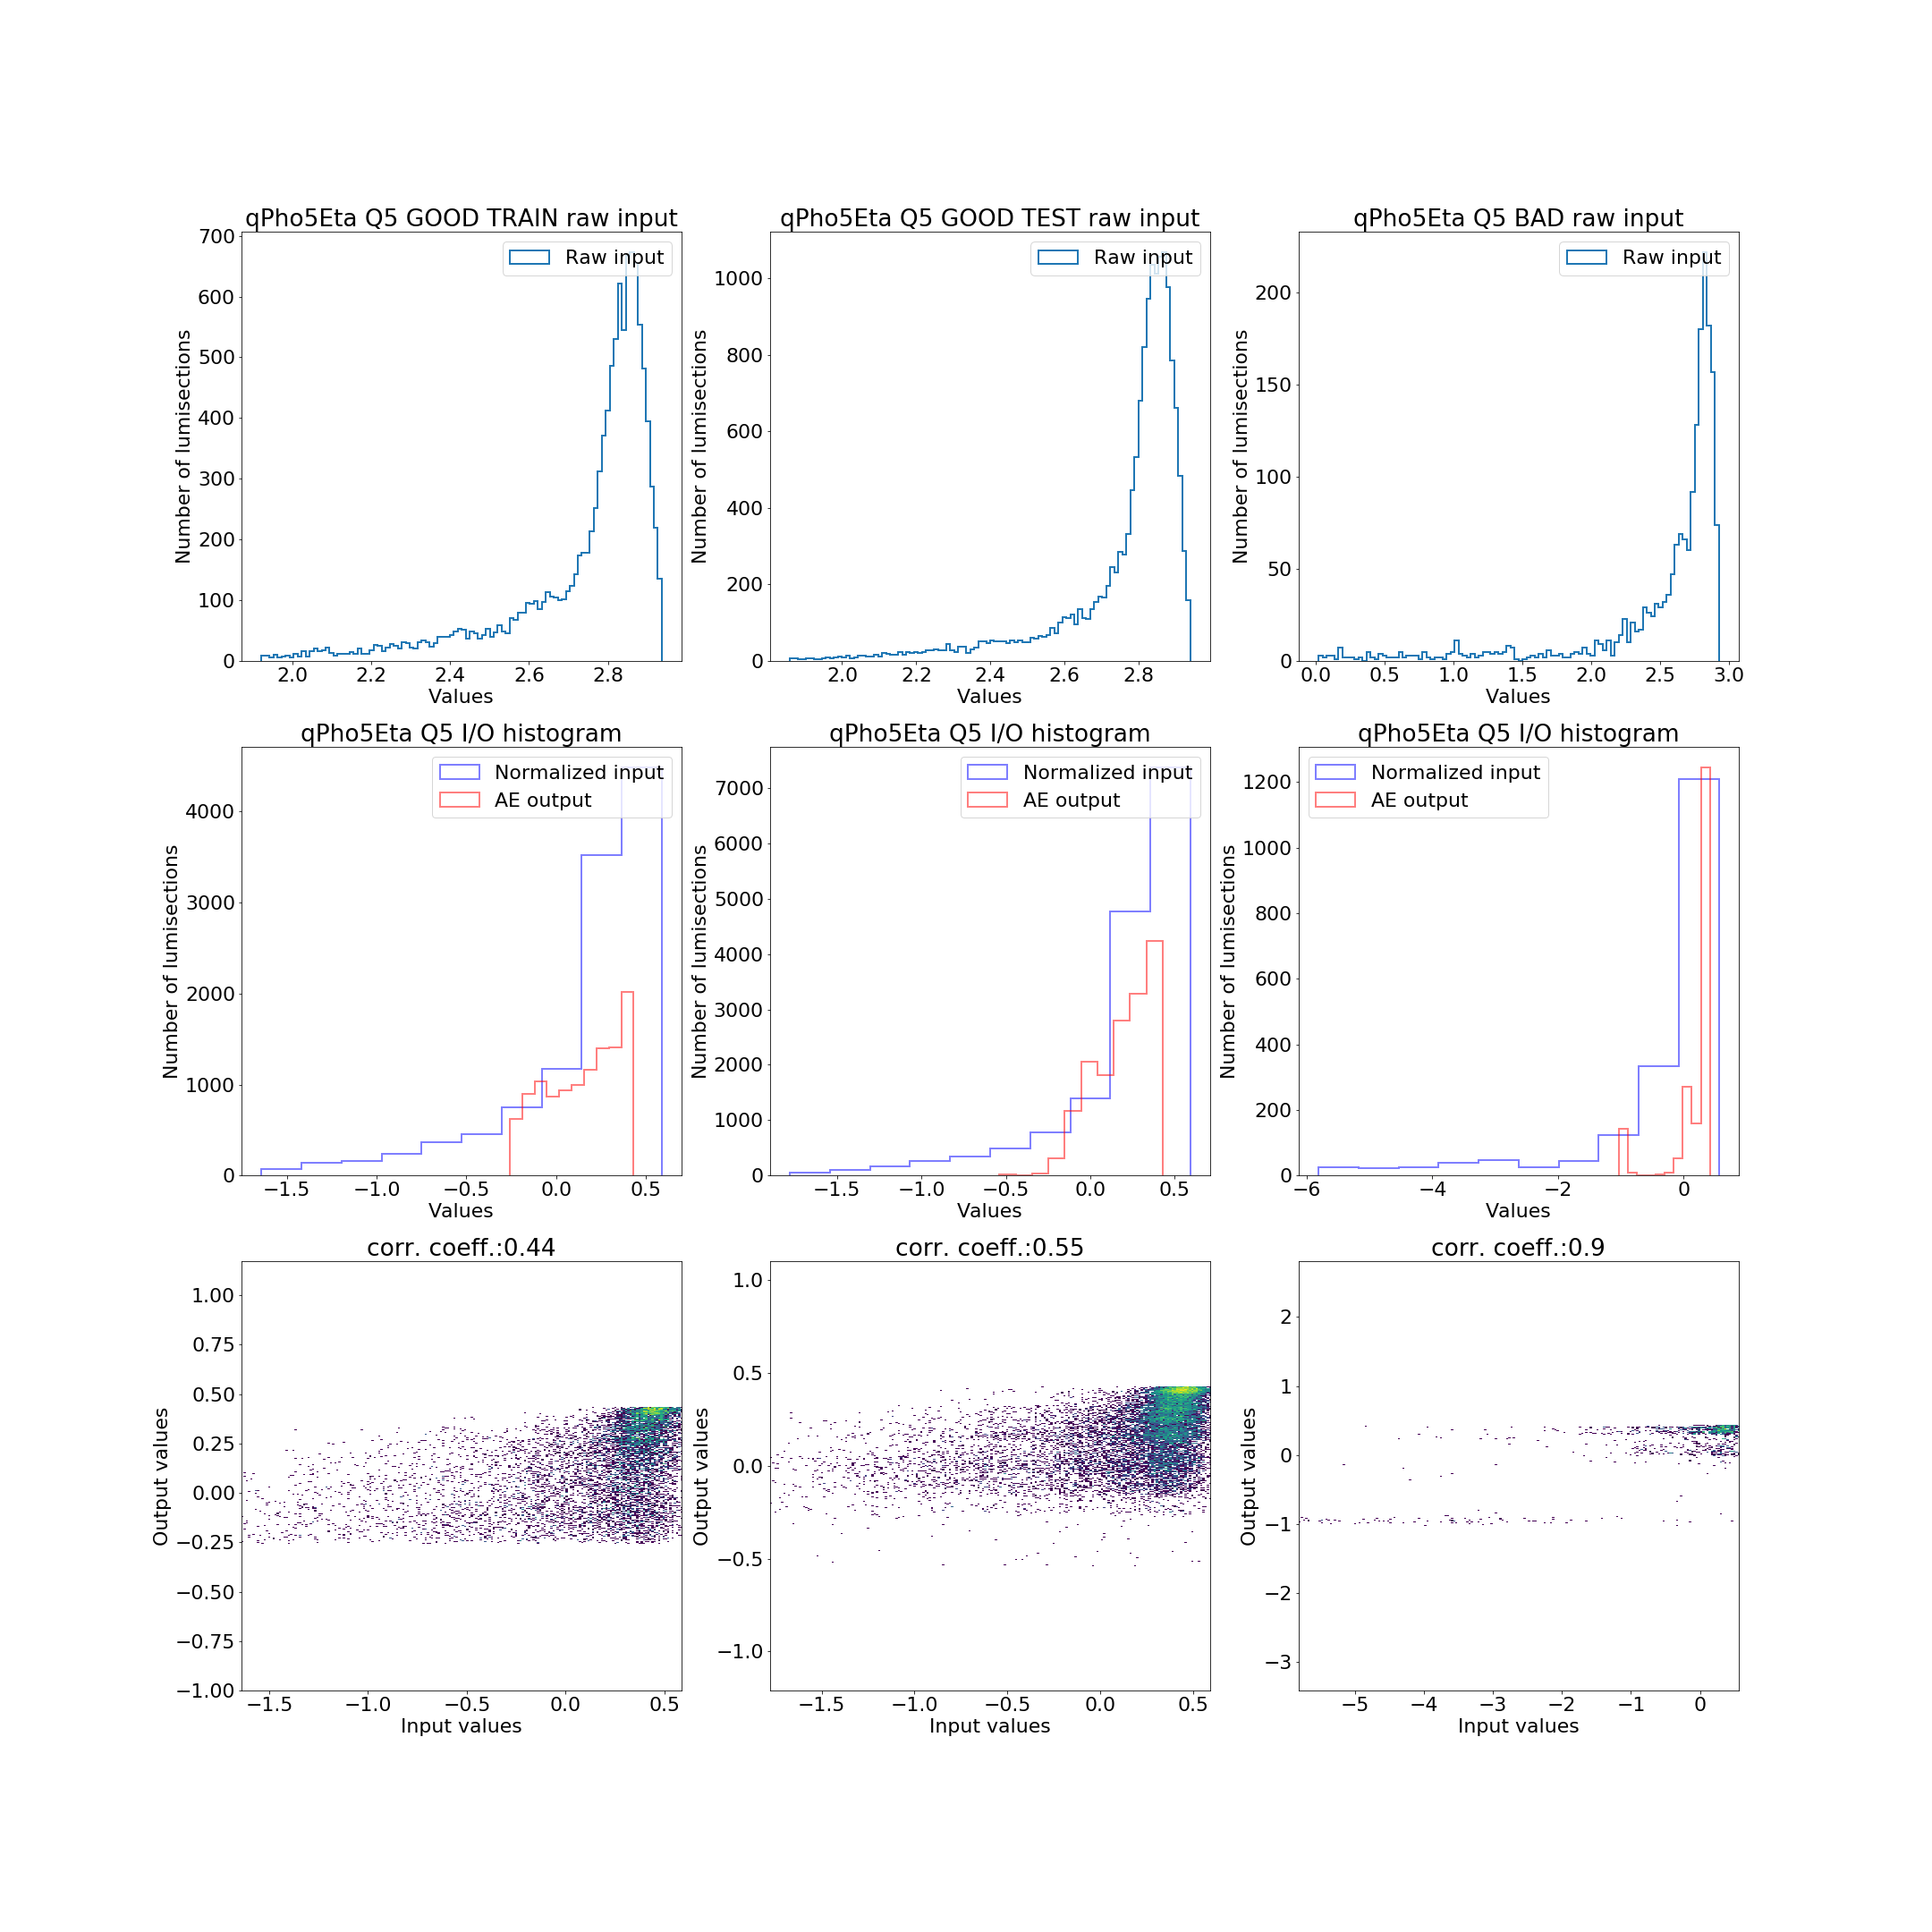 qPho5Eta Q5 GOOD TRAIN raw input
Raw input
Number of lumisections
700
600
500
400
300
200
100
0
2.0 2.2 2.4 2.6 2.8
Values
qPho5Eta Q5 GOOD TEST raw input
Raw input
Number of lumisections
1000
800
600
400
200
0
2.0 2.2 2.4 2.6 2.8
Values
qPho5Eta Q5 BAD raw input
Raw input
Number of lumisections
200
150
100
50
0
0.0 0.5 1.0 1.5 2.0 2.5 3.0
Values
qPho5Eta Q5 I/O histogram
Normalized input
AE output
Number of lumisections
4000
3000
2000
1000
0
−1.5 −1.0 −0.5 0.0 0.5
Values
qPho5Eta Q5 I/O histogram
Normalized input
AE output
Number of lumisections
7000
6000
5000
4000
3000
2000
1000
0
−1.5 −1.0 −0.5 0.0 0.5
Values
qPho5Eta Q5 I/O histogram
Normalized input
AE output
Number of lumisections
1200
1000
800
600
400
200
0
−6 −4 −2 0
Values
corr. coeff.:0.44
Output values
1.00
0.75
0.50
0.25
0.00
−0.25
−0.50
−0.75
−1.00
−1.5 −1.0 −0.5 0.0 0.5
Input values
corr. coeff.:0.55
Output values
1.0
0.5
0.0
−0.5
−1.0
−1.5 −1.0 −0.5 0.0 0.5
Input values
corr. coeff.:0.9
Output values
2
1
0
−1
−2
−3
−5 −4 −3 −2 −1 0
Input values